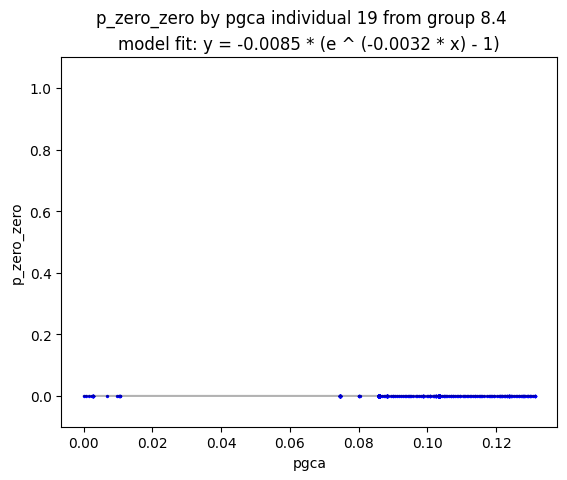 p_zero_zero by pgca individual 19 from group 8.4
model fit: y = -0.0085 * (e ^ (-0.0032 * x) - 1)
1.0
0.8
0.6
0.4
0.2
0.0
p_zero_zero
0.00 0.02 0.04 0.06 0.08 0.10 0.12
pgca